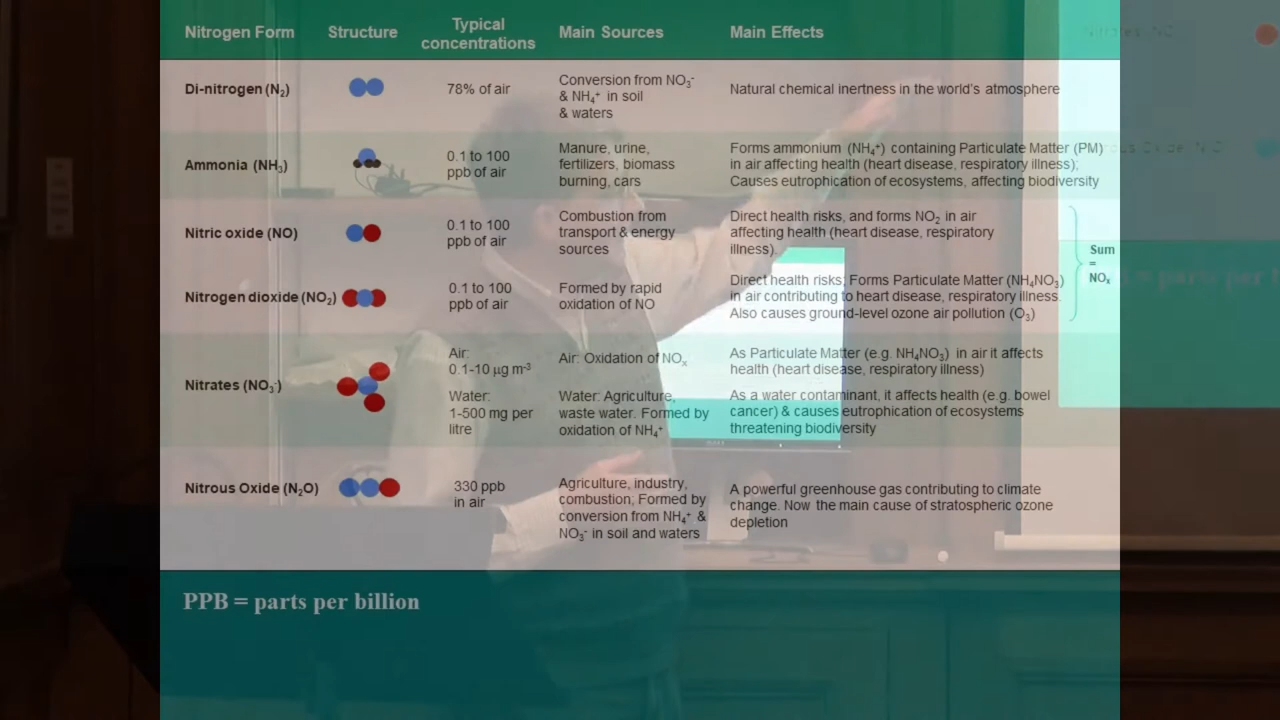 Nitrogen Form Structure Typical concentrations Main Sources Main Effects
Di-nitrogen (N₂)
78% of air
Conversion from NO₃⁻
& NH₄⁺ in soil
& waters
Natural chemical inertness in the world's atmosphere
Ammonia (NH₃)
0.1 to 100
ppb of air
Manure, urine,
fertilizers, biomass
burning, cars
Forms ammonium (NH₄⁺) containing Particulate Matter (PM)
in air affecting health (heart disease, respiratory illness);
Causes eutrophication of ecosystems, affecting biodiversity
Nitric oxide (NO)
0.1 to 100
ppb of air
Combustion from
transport & energy
sources
Direct health risks, and forms NO₂ in air
affecting health (heart disease, respiratory
illness).
Nitrogen dioxide (NO₂)
0.1 to 100
ppb of air
Formed by rapid
oxidation of NO
Direct health risks; Forms Particulate Matter (NH₄NO₃)
in air contributing to heart disease, respiratory illness.
Also causes ground-level ozone air pollution (O₃)
Sum
=
NOₓ
Nitrates (NO₃⁻)
Air:
0.1-10 µg m⁻³
Air: Oxidation of NOₓ
As Particulate Matter (e.g. NH₄NO₃) in air it affects
health (heart disease, respiratory illness)
Water:
1-500 mg per
litre
Water: Agriculture,
waste water. Formed by
oxidation of NH₄⁺
As a water contaminant, it affects health (e.g. bowel
cancer) & causes eutrophication of ecosystems
threatening biodiversity
Nitrous Oxide (N₂O)
330 ppb
in air
Agriculture, industry,
combustion; Formed by
conversion from NH₄⁺ &
NO₃⁻ in soil and waters
A powerful greenhouse gas contributing to climate
change. Now the main cause of stratospheric ozone
depletion
PPB = parts per billion
= parts per